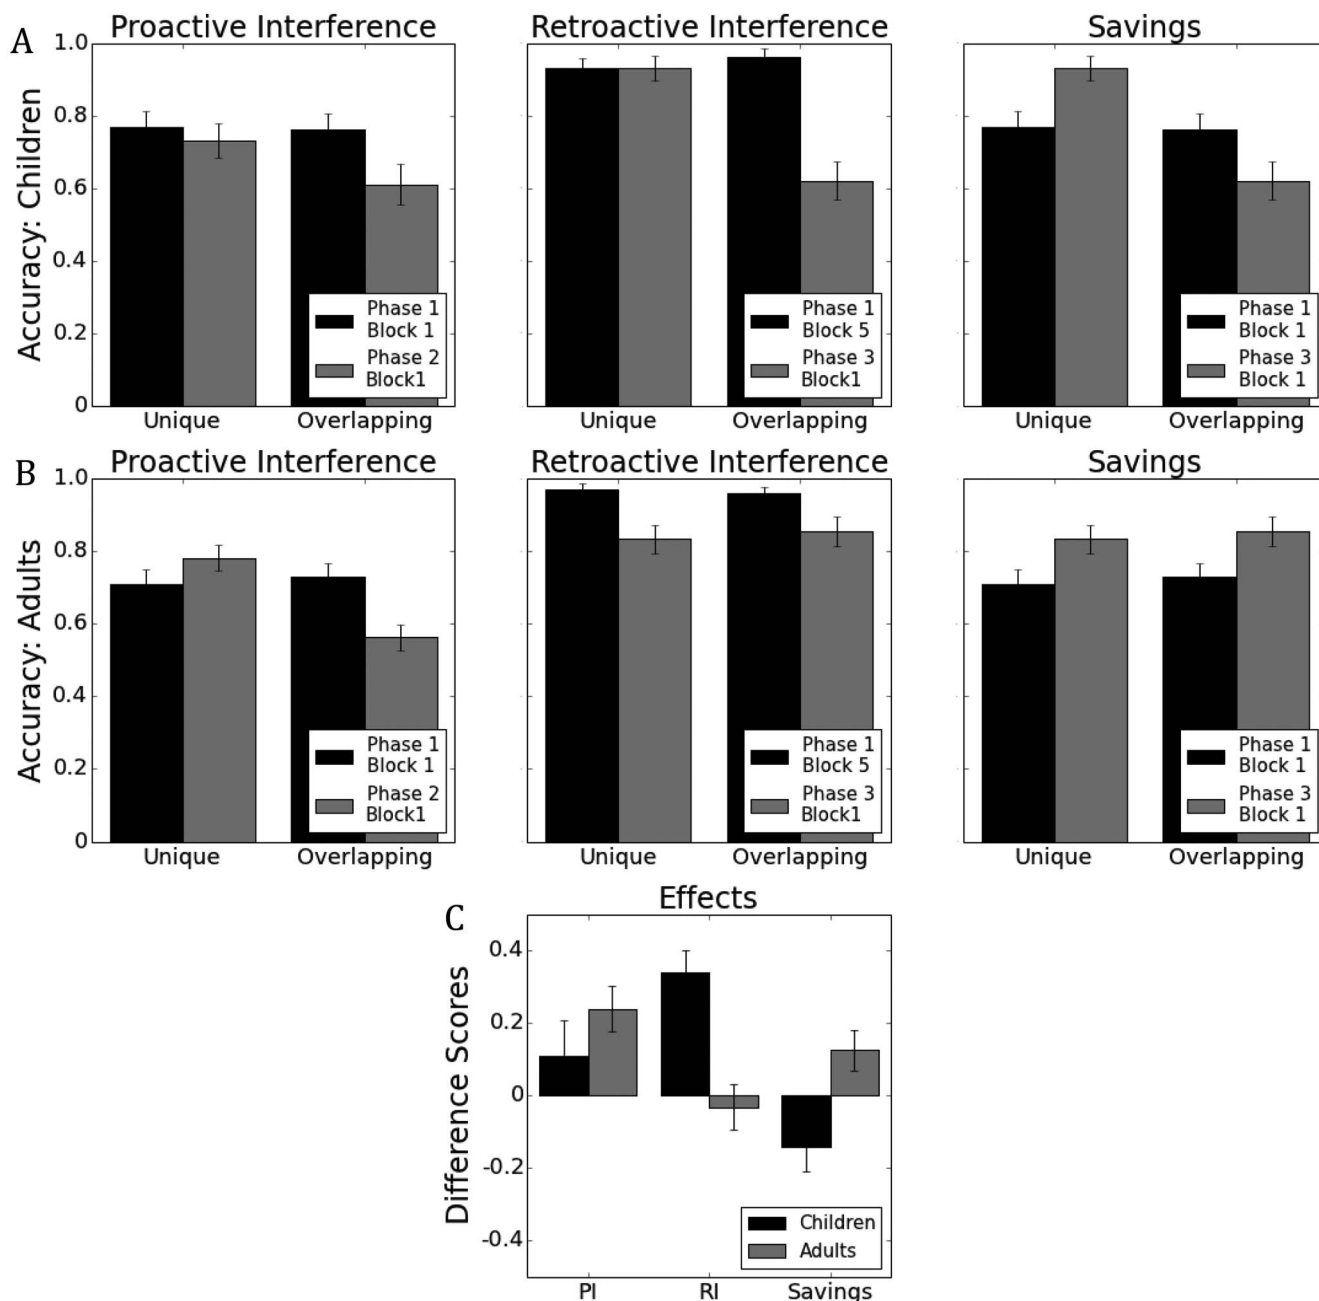 A
Proactive Interference
Retroactive Interference
Savings
Accuracy: Children
1.0
0.8
0.6
0.4
0.2
0
Phase 1
Block 1
Phase 2
Block1
Phase 1
Block 5
Phase 3
Block1
Phase 1
Block 1
Phase 3
Block 1
Unique
Overlapping
Unique
Overlapping
Unique
Overlapping
B
Proactive Interference
Retroactive Interference
Savings
Accuracy: Adults
1.0
0.8
0.6
0.4
0.2
0
Phase 1
Block 1
Phase 2
Block1
Phase 1
Block 5
Phase 3
Block1
Phase 1
Block 1
Phase 3
Block 1
Unique
Overlapping
Unique
Overlapping
Unique
Overlapping
C
Effects
Difference Scores
0.4
0.2
0
-0.2
-0.4
Children
Adults
PI
RI
Savings